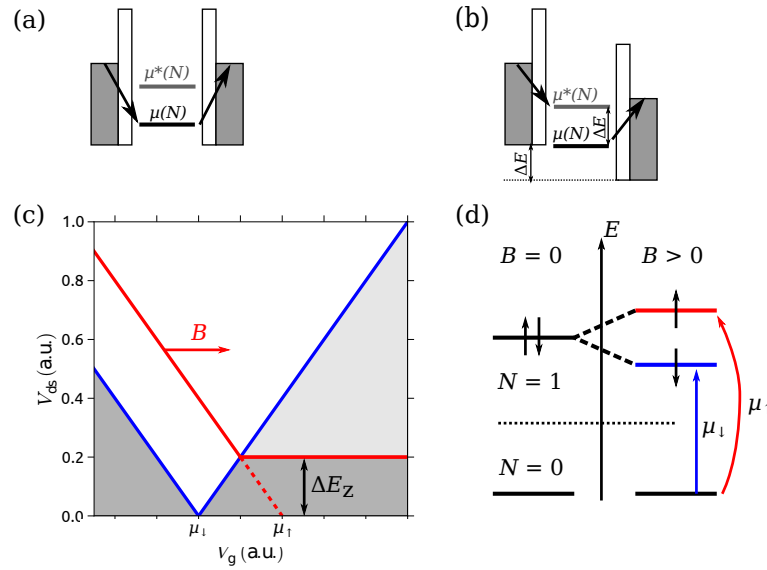 (a)
μ*(N)
μ(N)
(b)
μ*(N)
μ(N)
ΔE
ΔE
(c)
1.0
0.8
0.6
0.4
0.2
0.0
V_ds (a.u.)
B
ΔE_Z
μ↓
μ↑
V_g (a.u.)
(d)
E
B = 0
B > 0
N = 1
N = 0
μ↓
μ